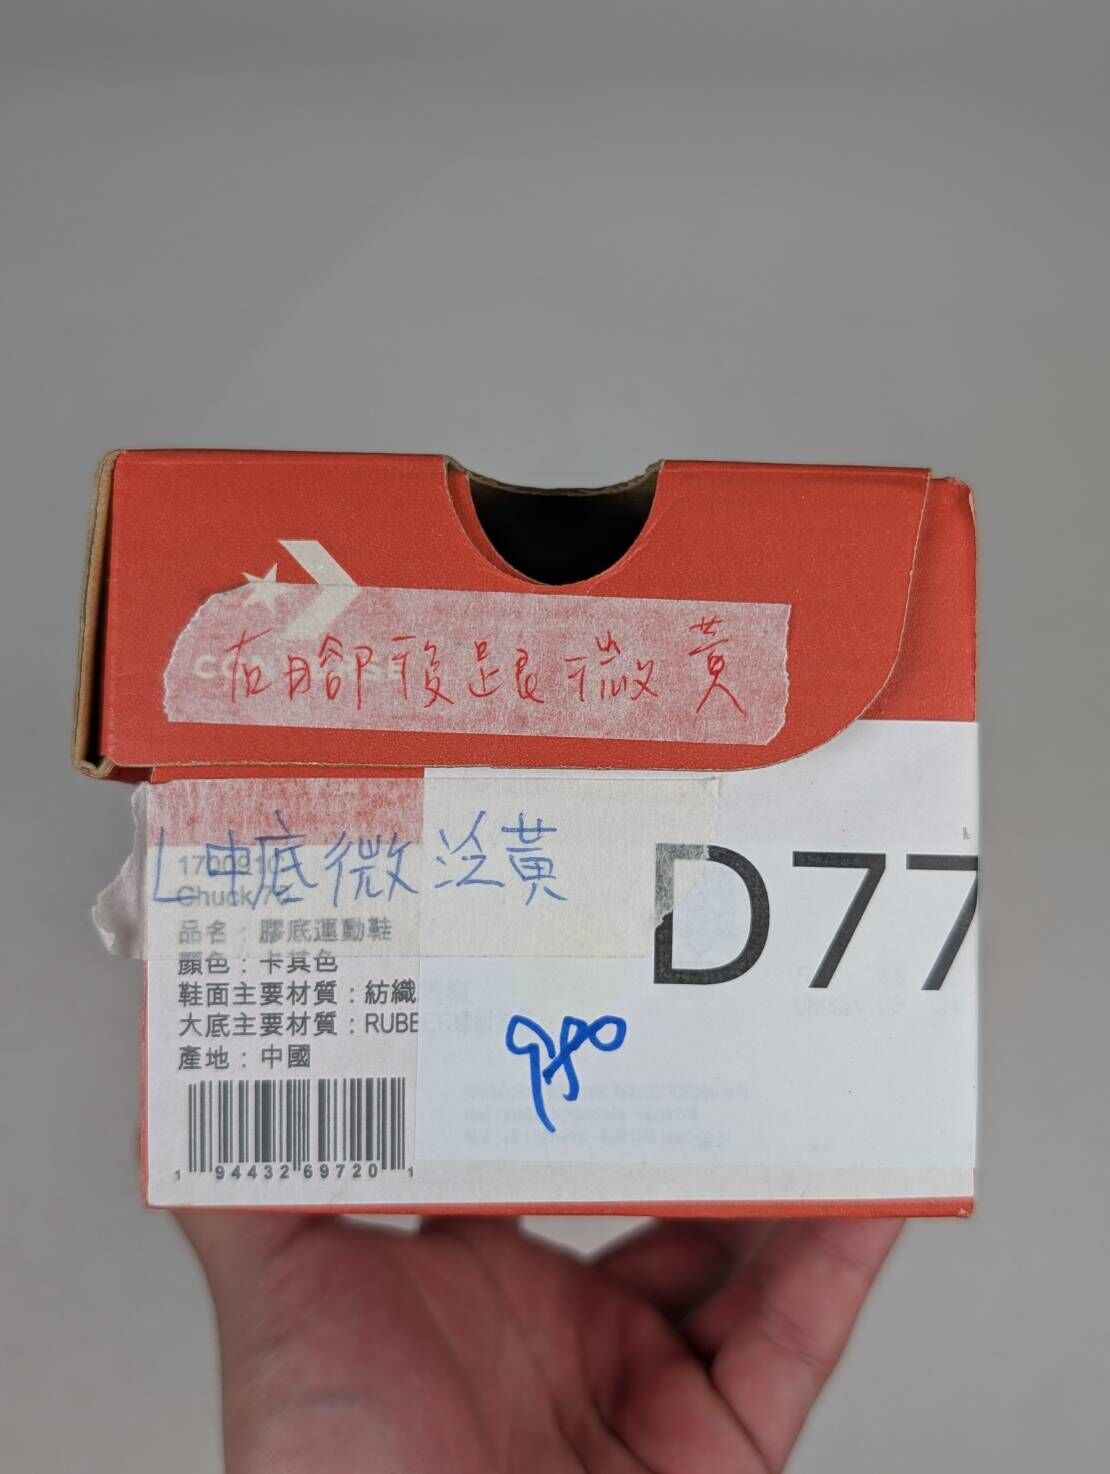 右腳後跟微黃
L中底微泛黃
D77
Chuck 70
品名：膠底運動鞋
顏色：卡其色
鞋面主要材質：紡織
大底主要材質：RUBBER
產地：中國
980
1 94432 69720 1